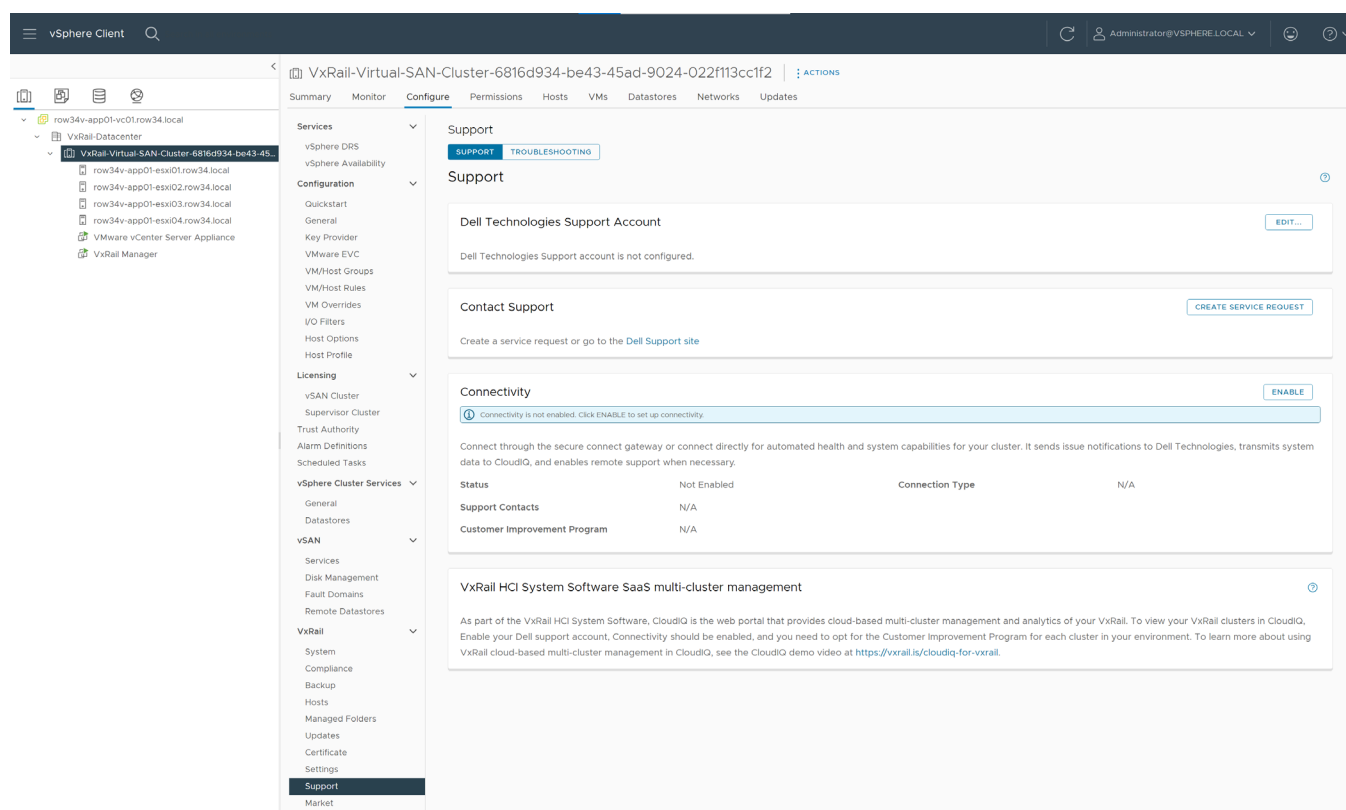 vSphere Client
Administrator@VSPHERE.LOCAL
row34v-app01-vc01.row34.local
VxRail-Datacenter
VxRail-Virtual-SAN-Cluster-6816d934-be43-45...
row34v-app01-esxi01.row34.local
row34v-app01-esxi02.row34.local
row34v-app01-esxi03.row34.local
row34v-app01-esxi04.row34.local
VMware vCenter Server Appliance
VxRail Manager
VxRail-Virtual-SAN-Cluster-6816d934-be43-45ad-9024-022f113cc1f2
ACTIONS
Summary Monitor Configure Permissions Hosts VMs Datastores Networks Updates
Services
vSphere DRS
vSphere Availability
Configuration
Quickstart
General
Key Provider
VMware EVC
VM/Host Groups
VM/Host Rules
VM Overrides
I/O Filters
Host Options
Host Profile
Licensing
vSAN Cluster
Supervisor Cluster
Trust Authority
Alarm Definitions
Scheduled Tasks
vSphere Cluster Services
General
Datastores
vSAN
Services
Disk Management
Fault Domains
Remote Datastores
VxRail
System
Compliance
Backup
Hosts
Managed Folders
Updates
Certificate
Settings
Support
Market
Support
SUPPORT TROUBLESHOOTING
Support
Dell Technologies Support Account
EDIT...
Dell Technologies Support account is not configured.
Contact Support
CREATE SERVICE REQUEST
Create a service request or go to the Dell Support site
Connectivity
ENABLE
Connectivity is not enabled. Click ENABLE to set up connectivity.
Connect through the secure connect gateway or connect directly for automated health and system capabilities for your cluster. It sends issue notifications to Dell Technologies, transmits system
data to CloudIQ, and enables remote support when necessary.
Status Not Enabled Connection Type N/A
Support Contacts N/A
Customer Improvement Program N/A
VxRail HCI System Software SaaS multi-cluster management
As part of the VxRail HCI System Software, CloudIQ is the web portal that provides cloud-based multi-cluster management and analytics of your VxRail. To view your VxRail clusters in CloudIQ,
Enable your Dell support account, Connectivity should be enabled, and you need to opt for the Customer Improvement Program for each cluster in your environment. To learn more about using
VxRail cloud-based multi-cluster management in CloudIQ, see the CloudIQ demo video at https://vxrail.is/cloudiq-for-vxrail.